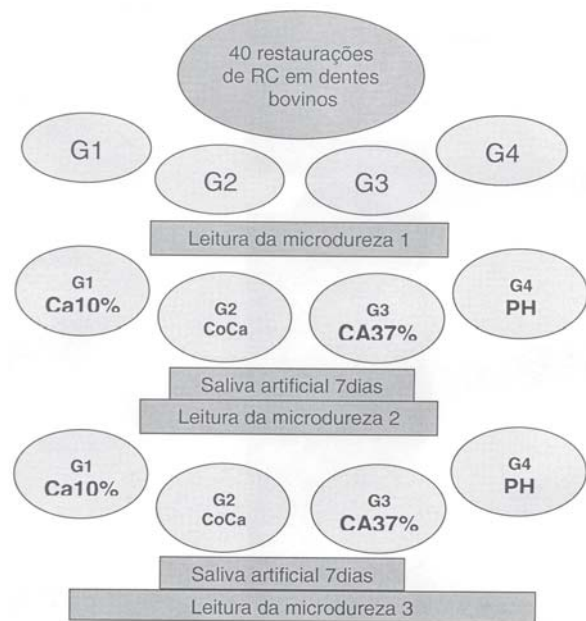 40 restaurações
de RC em dentes
bovinos
G1
G2
G3
G4
Leitura da microdureza 1
G1
Ca10%
G2
CoCa
G3
CA37%
G4
PH
Saliva artificial 7dias
Leitura da microdureza 2
G1
Ca10%
G2
CoCa
G3
CA37%
G4
PH
Saliva artificial 7dias
Leitura da microdureza 3